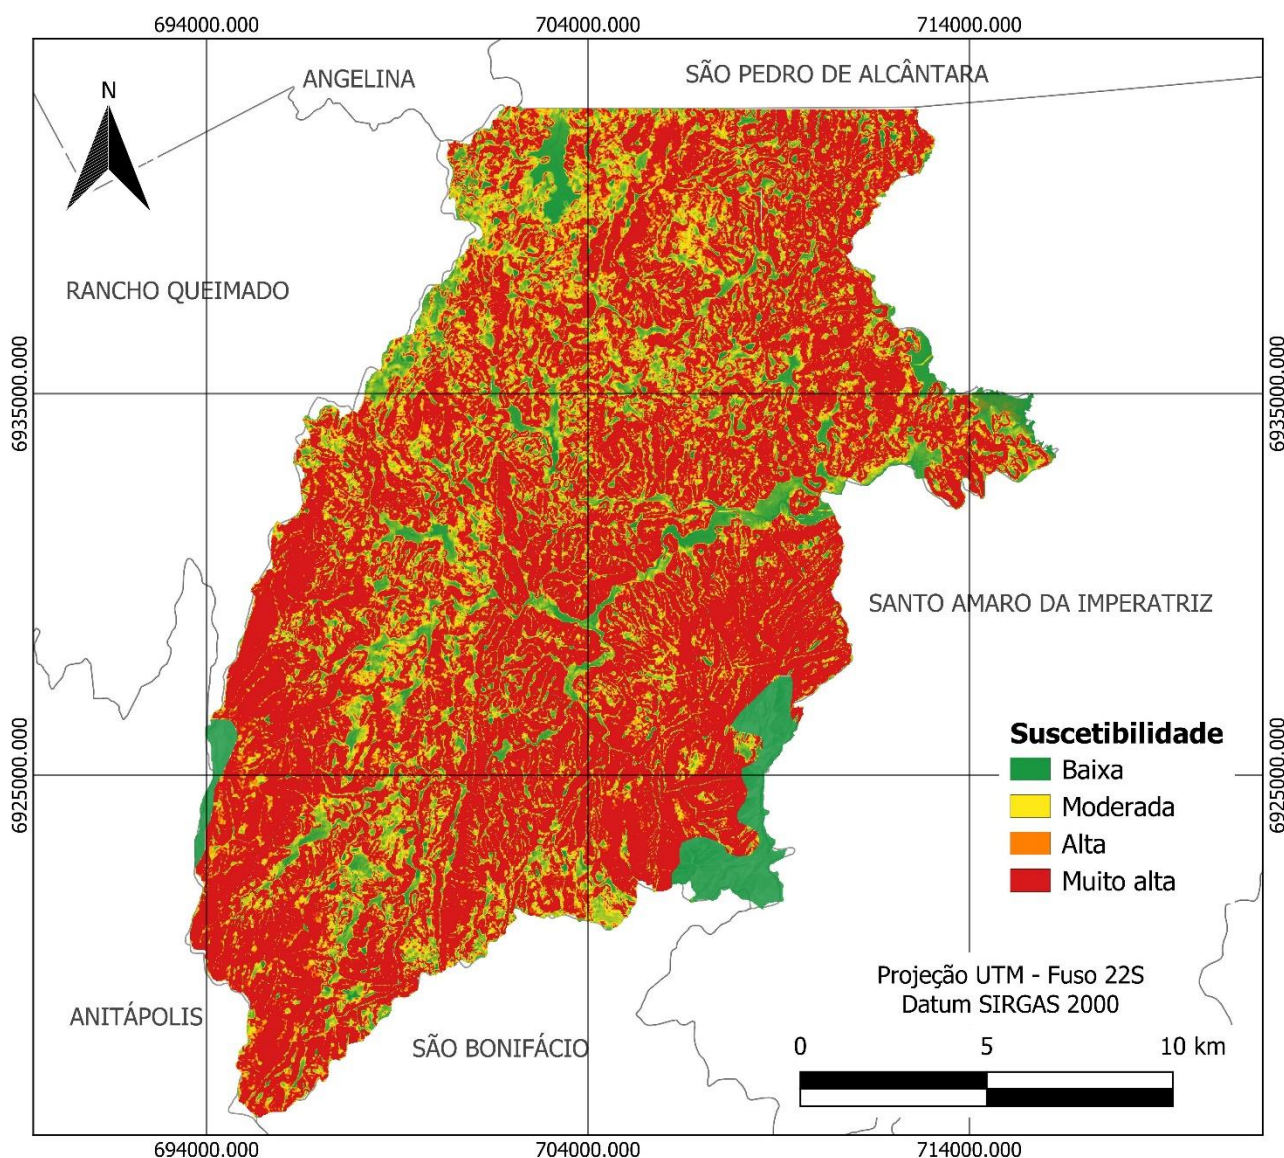 694000.000
704000.000
714000.000
SÃO PEDRO DE ALCÂNTARA
ANGELINA
N
RANCHO QUEIMADO
6935000.000
6935000.000
SANTO AMARO DA IMPERATRIZ
Suscetibilidade
Baixa
Moderada
Alta
Muito alta
6925000.000
6925000.000
Projeção UTM - Fuso 22S
Datum SIRGAS 2000
ANITÁPOLIS
SÃO BONIFÁCIO
0
5
10 km
694000.000
704000.000
714000.000